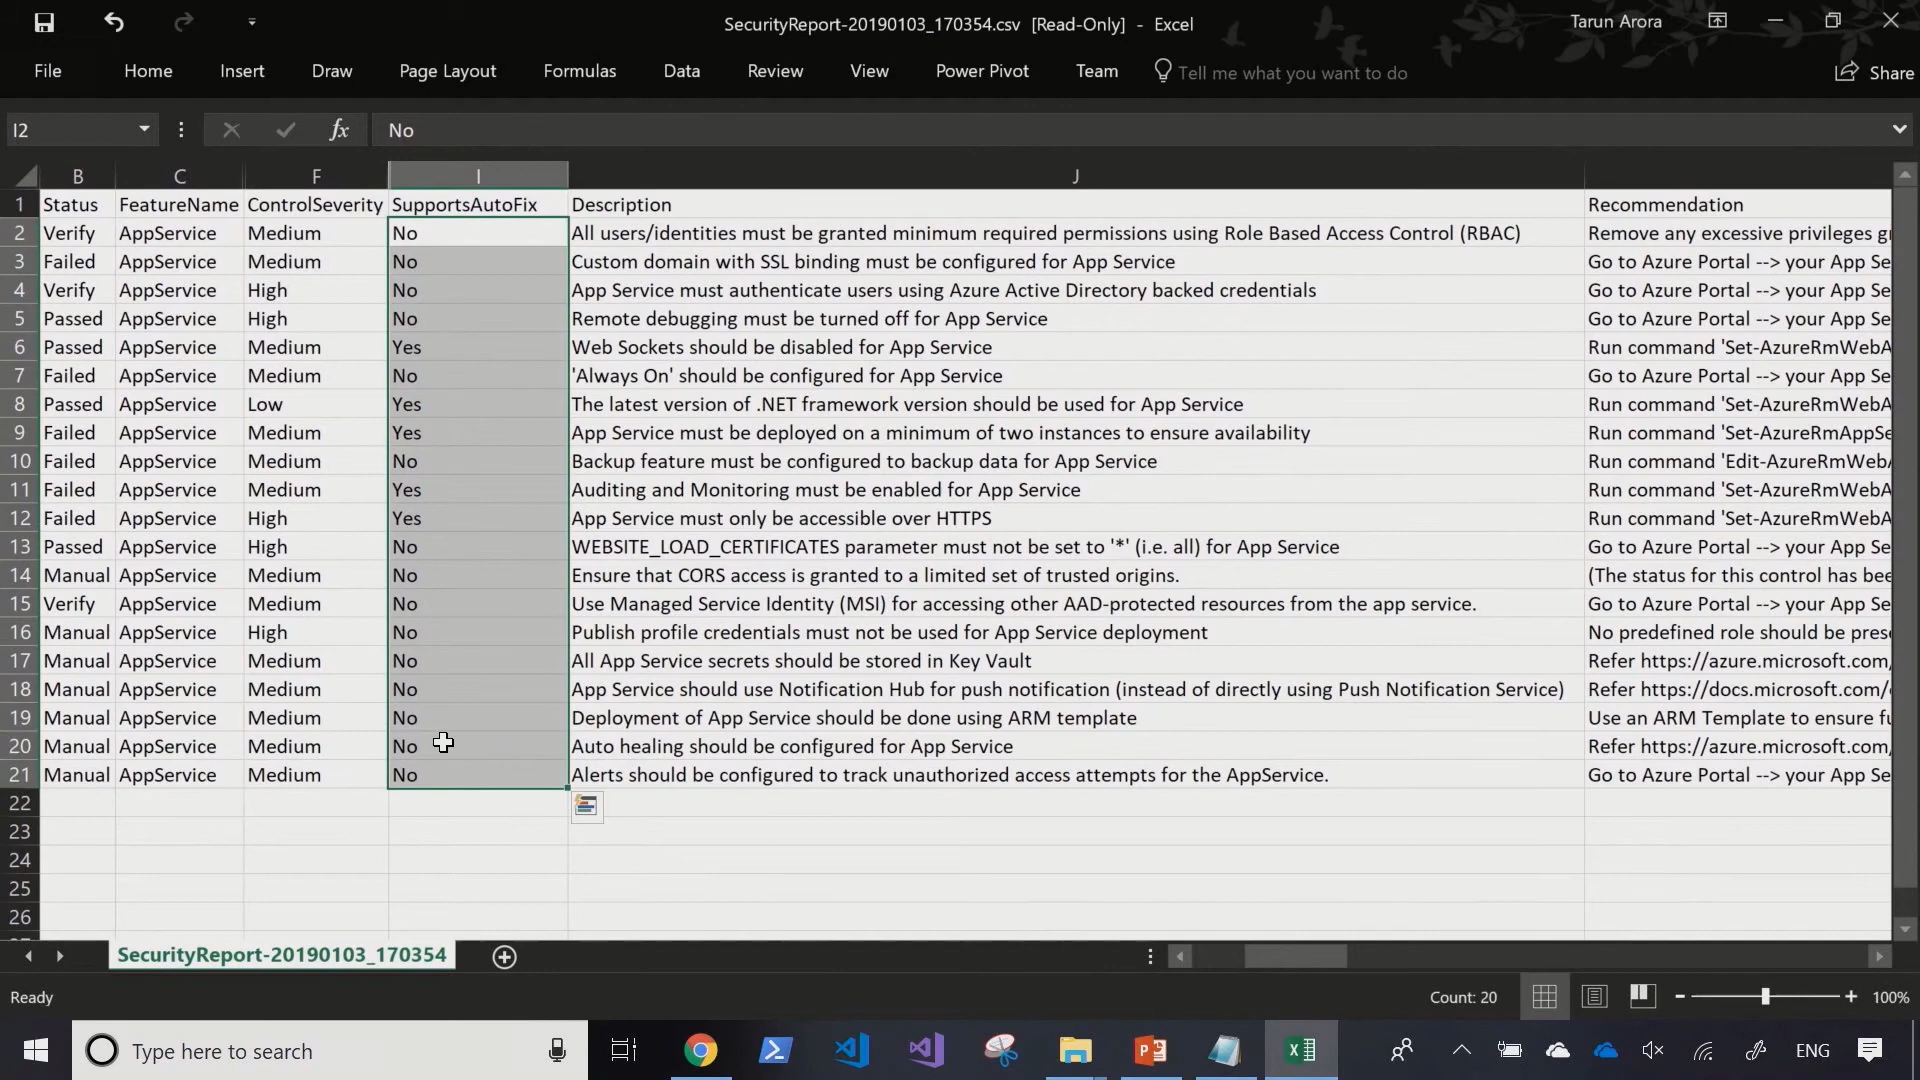 SecurityReport-20190103_170354.csv [Read-Only] - Excel
Tarun Arora
File Home Insert Draw Page Layout Formulas Data Review View Power Pivot Team Tell me what you want to do Share
I2 fx No
B C F I J
1 Status FeatureName ControlSeverity SupportsAutoFix Description Recommendation
2 Verify AppService Medium No All users/identities must be granted minimum required permissions using Role Based Access Control (RBAC) Remove any excessive privileges g
3 Failed AppService Medium No Custom domain with SSL binding must be configured for App Service Go to Azure Portal --> your App Se
4 Verify AppService High No App Service must authenticate users using Azure Active Directory backed credentials Go to Azure Portal --> your App Se
5 Passed AppService High No Remote debugging must be turned off for App Service Go to Azure Portal --> your App Se
6 Passed AppService Medium Yes Web Sockets should be disabled for App Service Run command 'Set-AzureRmWebA
7 Failed AppService Medium No 'Always On' should be configured for App Service Go to Azure Portal --> your App Se
8 Passed AppService Low Yes The latest version of .NET framework version should be used for App Service Run command 'Set-AzureRmWebA
9 Failed AppService Medium Yes App Service must be deployed on a minimum of two instances to ensure availability Run command 'Set-AzureRmAppSe
10 Failed AppService Medium No Backup feature must be configured to backup data for App Service Run command 'Edit-AzureRmWebA
11 Failed AppService Medium Yes Auditing and Monitoring must be enabled for App Service Run command 'Set-AzureRmWebA
12 Failed AppService High Yes App Service must only be accessible over HTTPS Run command 'Set-AzureRmWebA
13 Passed AppService High No WEBSITE_LOAD_CERTIFICATES parameter must not be set to '*' (i.e. all) for App Service Go to Azure Portal --> your App Se
14 Manual AppService Medium No Ensure that CORS access is granted to a limited set of trusted origins. (The status for this control has bee
15 Verify AppService Medium No Use Managed Service Identity (MSI) for accessing other AAD-protected resources from the app service. Go to Azure Portal --> your App Se
16 Manual AppService High No Publish profile credentials must not be used for App Service deployment No predefined role should be prese
17 Manual AppService Medium No All App Service secrets should be stored in Key Vault Refer https://azure.microsoft.com/
18 Manual AppService Medium No App Service should use Notification Hub for push notification (instead of directly using Push Notification Service) Refer https://docs.microsoft.com/
19 Manual AppService Medium No Deployment of App Service should be done using ARM template Use an ARM Template to ensure fu
20 Manual AppService Medium No Auto healing should be configured for App Service Refer https://azure.microsoft.com/
21 Manual AppService Medium No Alerts should be configured to track unauthorized access attempts for the AppService. Go to Azure Portal --> your App Se
22
23
24
25
26
SecurityReport-20190103_170354
Ready Count: 20 100%
Type here to search ENG